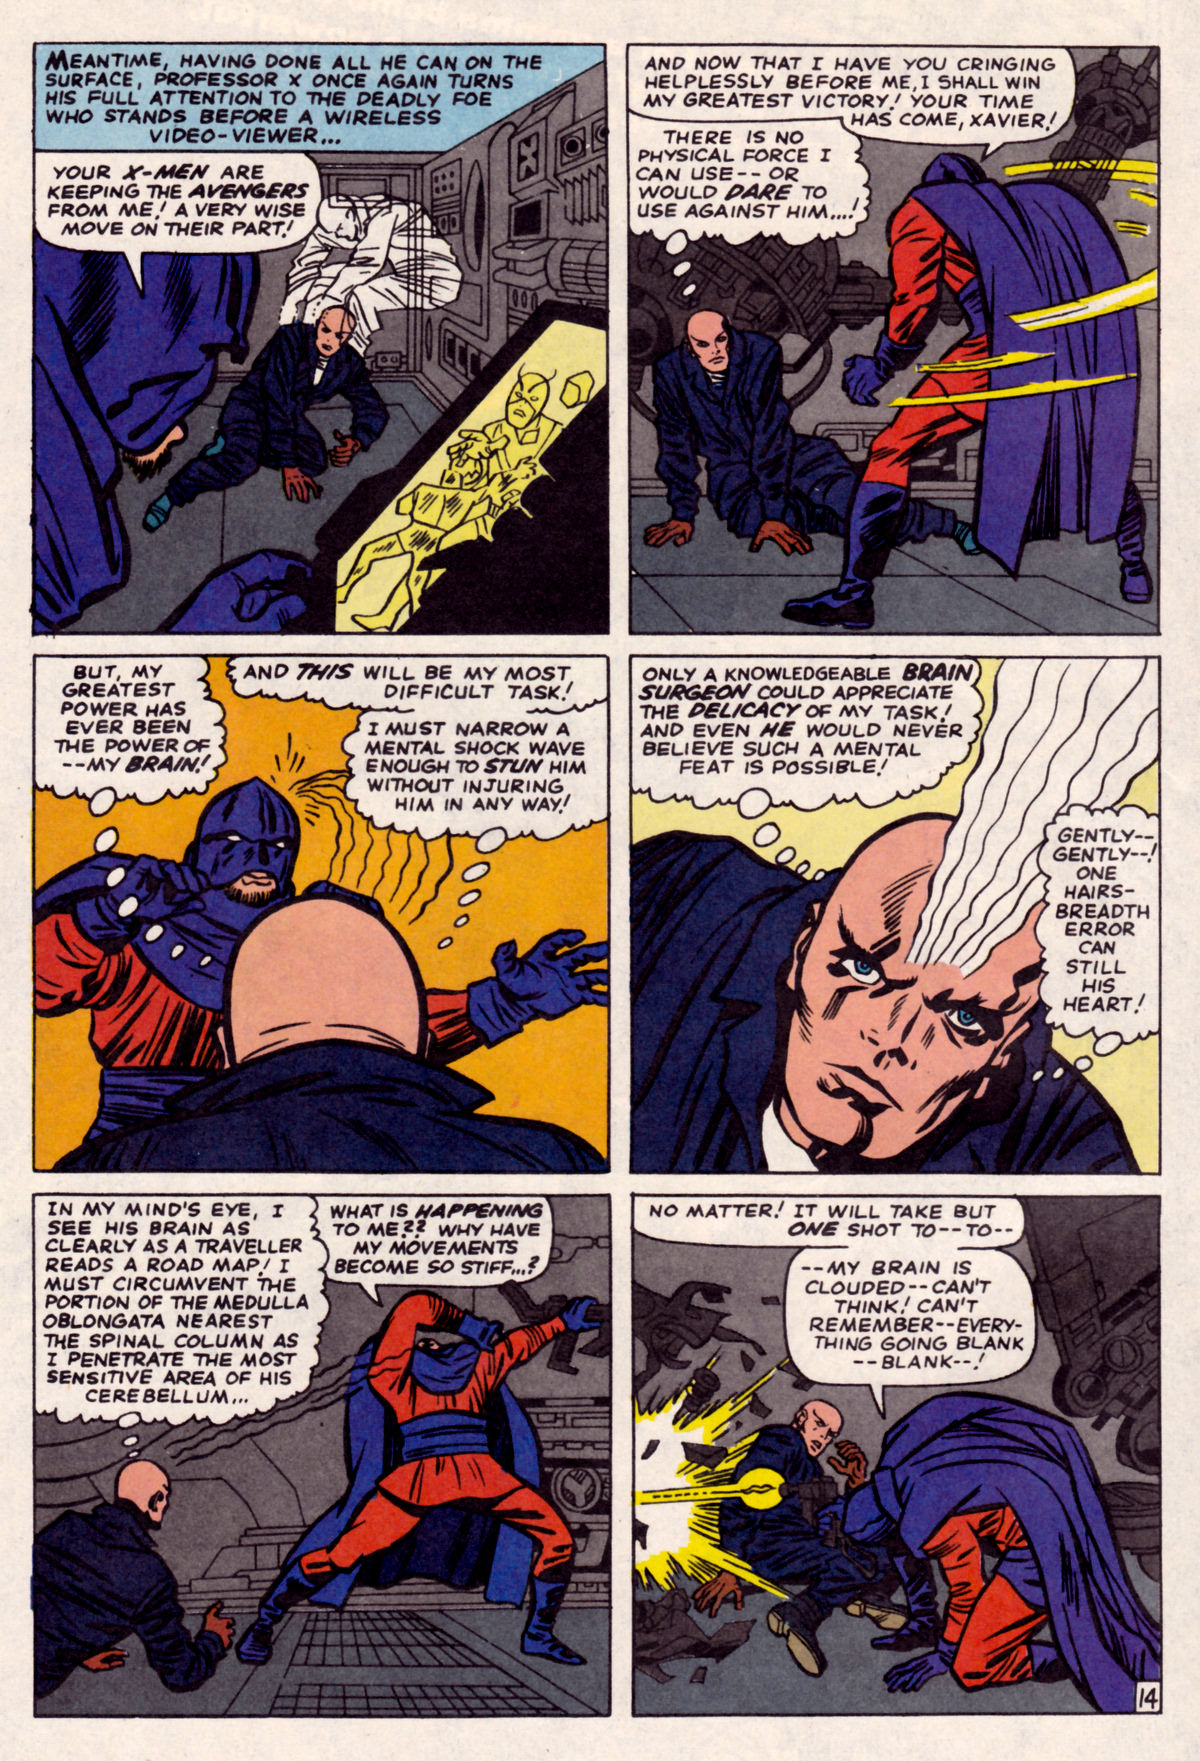 MEANTIME, HAVING DONE ALL HE CAN ON THE
SURFACE, PROFESSOR X ONCE AGAIN TURNS
HIS FULL ATTENTION TO THE DEADLY FOE
WHO STANDS BEFORE A WIRELESS
VIDEO-VIEWER...
YOUR X-MEN ARE
KEEPING THE AVENGERS
FROM ME! A VERY WISE
MOVE ON THEIR PART!
AND NOW THAT I HAVE YOU CRINGING
HELPLESSLY BEFORE ME, I SHALL WIN
MY GREATEST VICTORY! YOUR TIME
HAS COME, XAVIER!
THERE IS NO
PHYSICAL FORCE I
CAN USE-- OR
WOULD DARE TO
USE AGAINST HIM....!
BUT, MY
GREATEST
POWER HAS
EVER BEEN
THE POWER OF
--MY BRAIN!
AND THIS WILL BE MY MOST
DIFFICULT TASK!
I MUST NARROW A
MENTAL SHOCK WAVE
ENOUGH TO STUN HIM
WITHOUT INJURING
HIM IN ANY WAY!
ONLY A KNOWLEDGEABLE BRAIN
SURGEON COULD APPRECIATE
THE DELICACY OF MY TASK!
AND EVEN HE WOULD NEVER
BELIEVE SUCH A MENTAL
FEAT IS POSSIBLE!
GENTLY--
GENTLY--!
ONE
HAIRS-
BREADTH
ERROR
CAN
STILL
HIS
HEART!
IN MY MIND'S EYE, I
SEE HIS BRAIN AS
CLEARLY AS A TRAVELLER
READS A ROAD MAP! I
MUST CIRCUMVENT THE
PORTION OF THE MEDULLA
OBLONGATA NEAREST
THE SPINAL COLUMN AS
I PENETRATE THE MOST
SENSITIVE AREA OF HIS
CEREBELLUM...
WHAT IS HAPPENING
TO ME?? WHY HAVE
MY MOVEMENTS
BECOME SO STIFF...?
NO MATTER! IT WILL TAKE BUT
ONE SHOT TO--TO--
--MY BRAIN IS
CLOUDED--CAN'T
THINK! CAN'T
REMEMBER--EVERY-
THING GOING BLANK
--BLANK--!
14